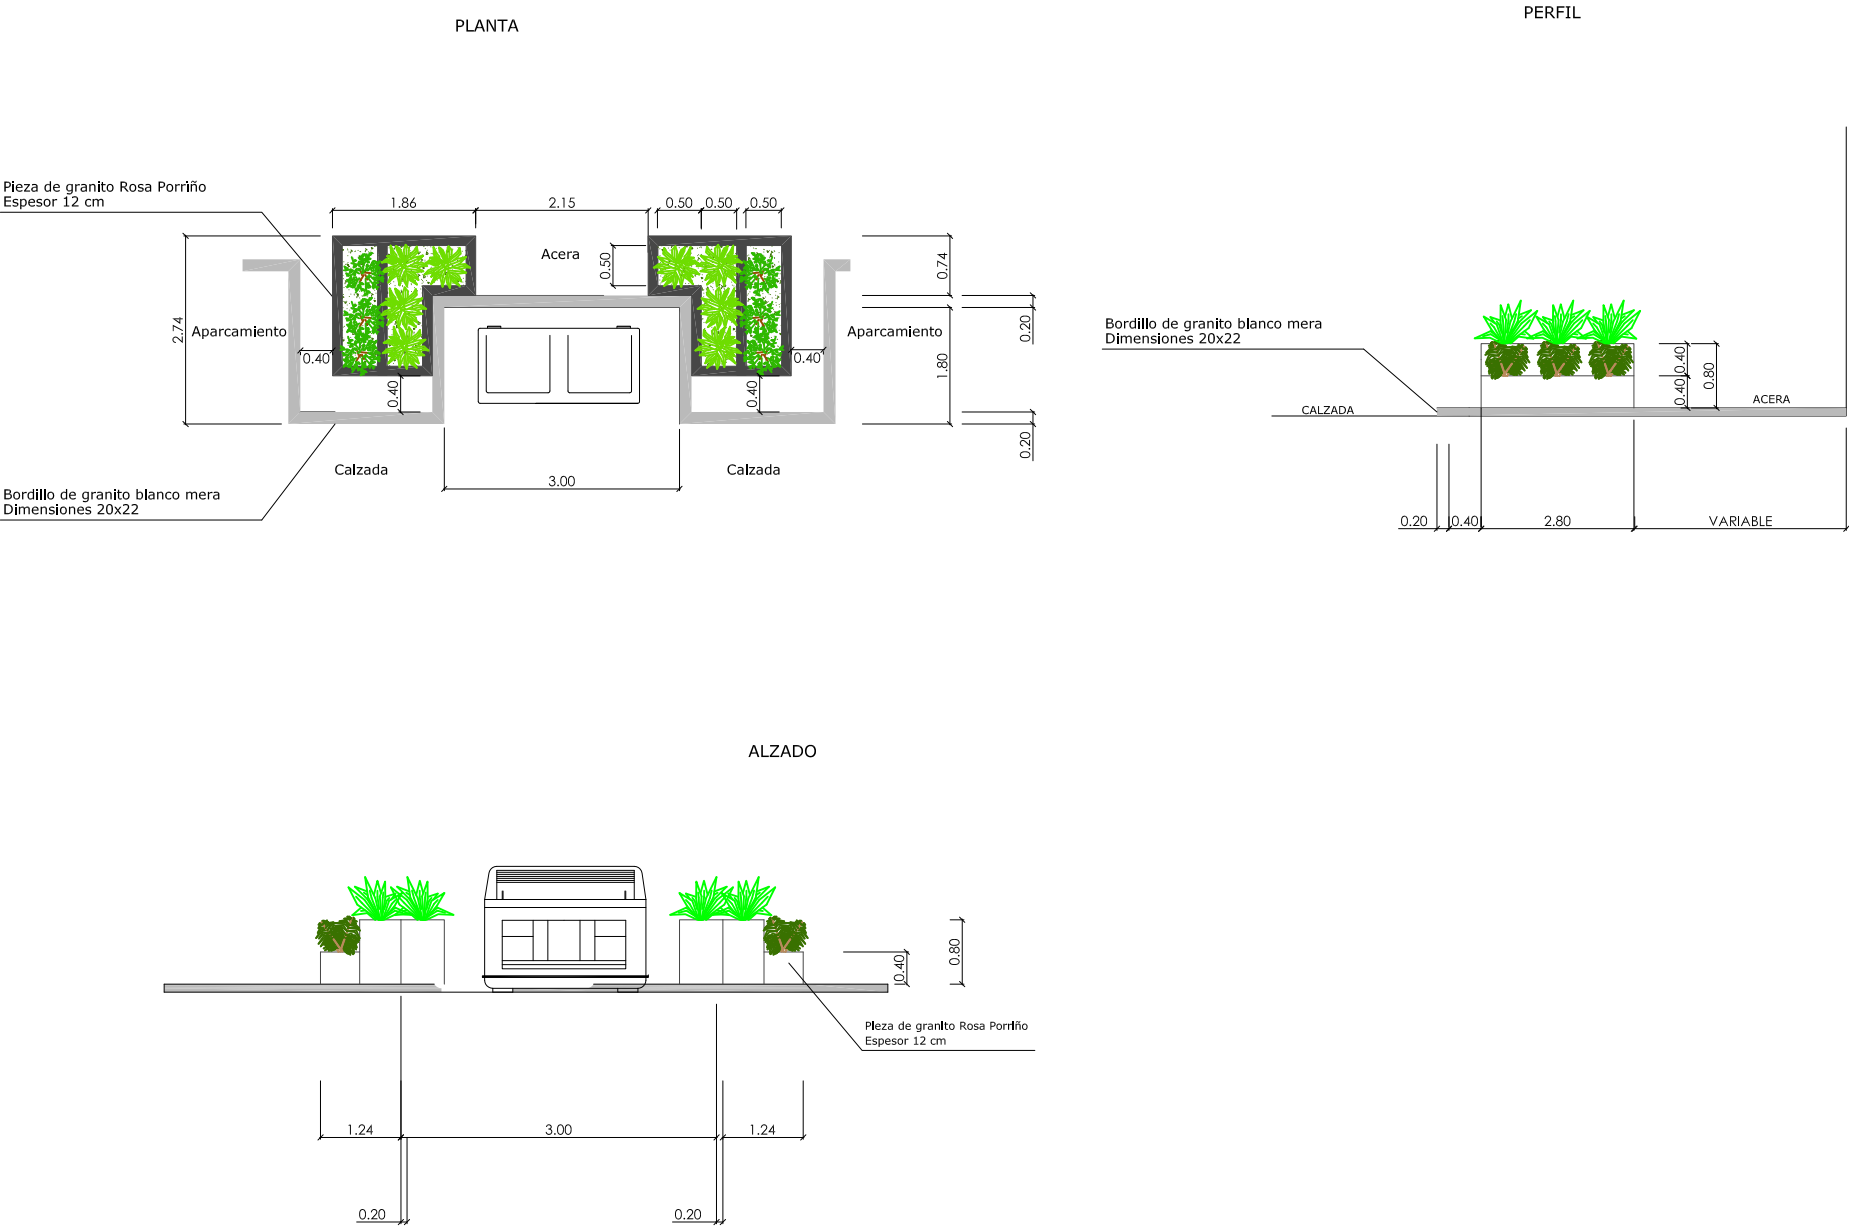 PLANTA
PERFIL
Pieza de granito Rosa Porriño
Espesor 12 cm
1.86
2.15
0.50
0.50
0.50
Acera
0.50
0.74
2.74
Aparcamiento
0.40
0.40
Aparcamiento
0.20
1.80
0.40
0.40
0.20
Calzada
Calzada
3.00
Bordillo de granito blanco mera
Dimensiones 20x22
Bordillo de granito blanco mera
Dimensiones 20x22
0.40
0.40
0.80
CALZADA
ACERA
0.20
0.40
2.80
VARIABLE
ALZADO
0.40
0.80
Pieza de granito Rosa Porriño
Espesor 12 cm
1.24
3.00
1.24
0.20
0.20